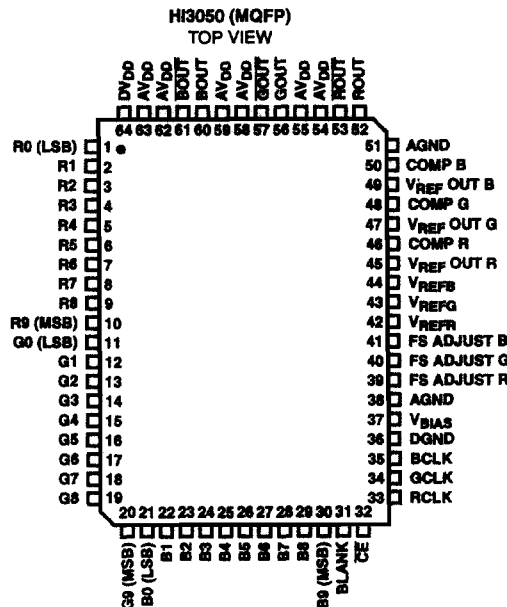 HI3050 (MQFP)
TOP VIEW
DVDD AVDD AVDD BOUT BOUT AVDD AVDD GOUT GOUT AVDD AVDD ROUT ROUT
64 63 62 61 60 59 58 57 56 55 54 53 52
R0 (LSB) 1
R1 2
R2 3
R3 4
R4 5
R5 6
R6 7
R7 8
R8 9
R9 (MSB) 10
G0 (LSB) 11
G1 12
G2 13
G3 14
G4 15
G5 16
G6 17
G7 18
G8 19
51 AGND
50 COMP B
49 VREF OUT B
48 COMP G
47 VREF OUT G
46 COMP R
45 VREF OUT R
44 VREFB
43 VREFG
42 VREFR
41 FS ADJUST B
40 FS ADJUST G
39 FS ADJUST R
38 AGND
37 VBIAS
36 DGND
35 BCLK
34 GCLK
33 RCLK
20 21 22 23 24 25 26 27 28 29 30 31 32
G9 (MSB) B0 (LSB) B1 B2 B3 B4 B5 B6 B7 B8 B9 (MSB) BLANK CE